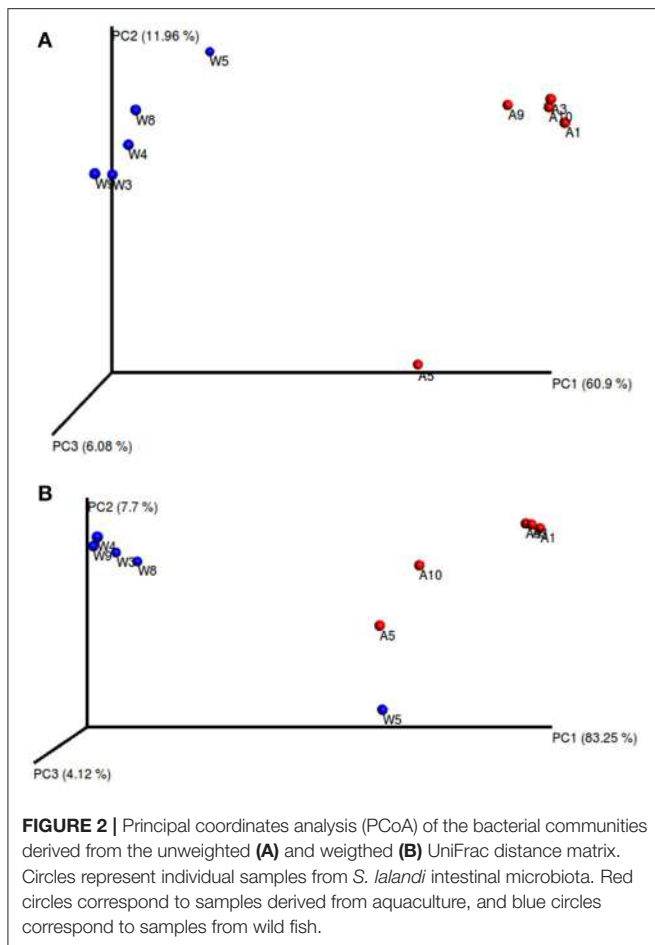 A
PC2 (11.96 %)
W5
W8
W4
W3
A9
A3
A10
A1
A5
PC1 (60.9 %)
PC3 (6.08 %)
B
PC2 (7.7 %)
W4
W9
W3
W8
A1
A10
A5
W5
PC1 (83.25 %)
PC3 (4.12 %)
FIGURE 2 | Principal coordinates analysis (PCoA) of the bacterial communities
derived from the unweighted (A) and weigthed (B) UniFrac distance matrix.
Circles represent individual samples from S. lalandi intestinal microbiota. Red
circles correspond to samples derived from aquaculture, and blue circles
correspond to samples from wild fish.